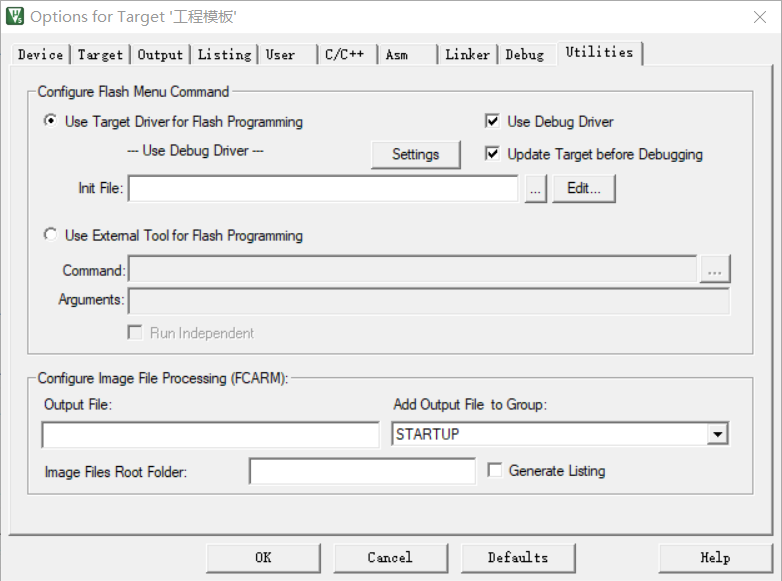 Options for Target '工程模板'
Device Target Output Listing User C/C++ Asm Linker Debug Utilities
Configure Flash Menu Command
Use Target Driver for Flash Programming Use Debug Driver
--- Use Debug Driver --- Settings Update Target before Debugging
Init File: ... Edit...
Use External Tool for Flash Programming
Command: ...
Arguments:
Run Independent
Configure Image File Processing (FCARM):
Output File: Add Output File to Group:
STARTUP
Image Files Root Folder: Generate Listing
OK Cancel Defaults Help